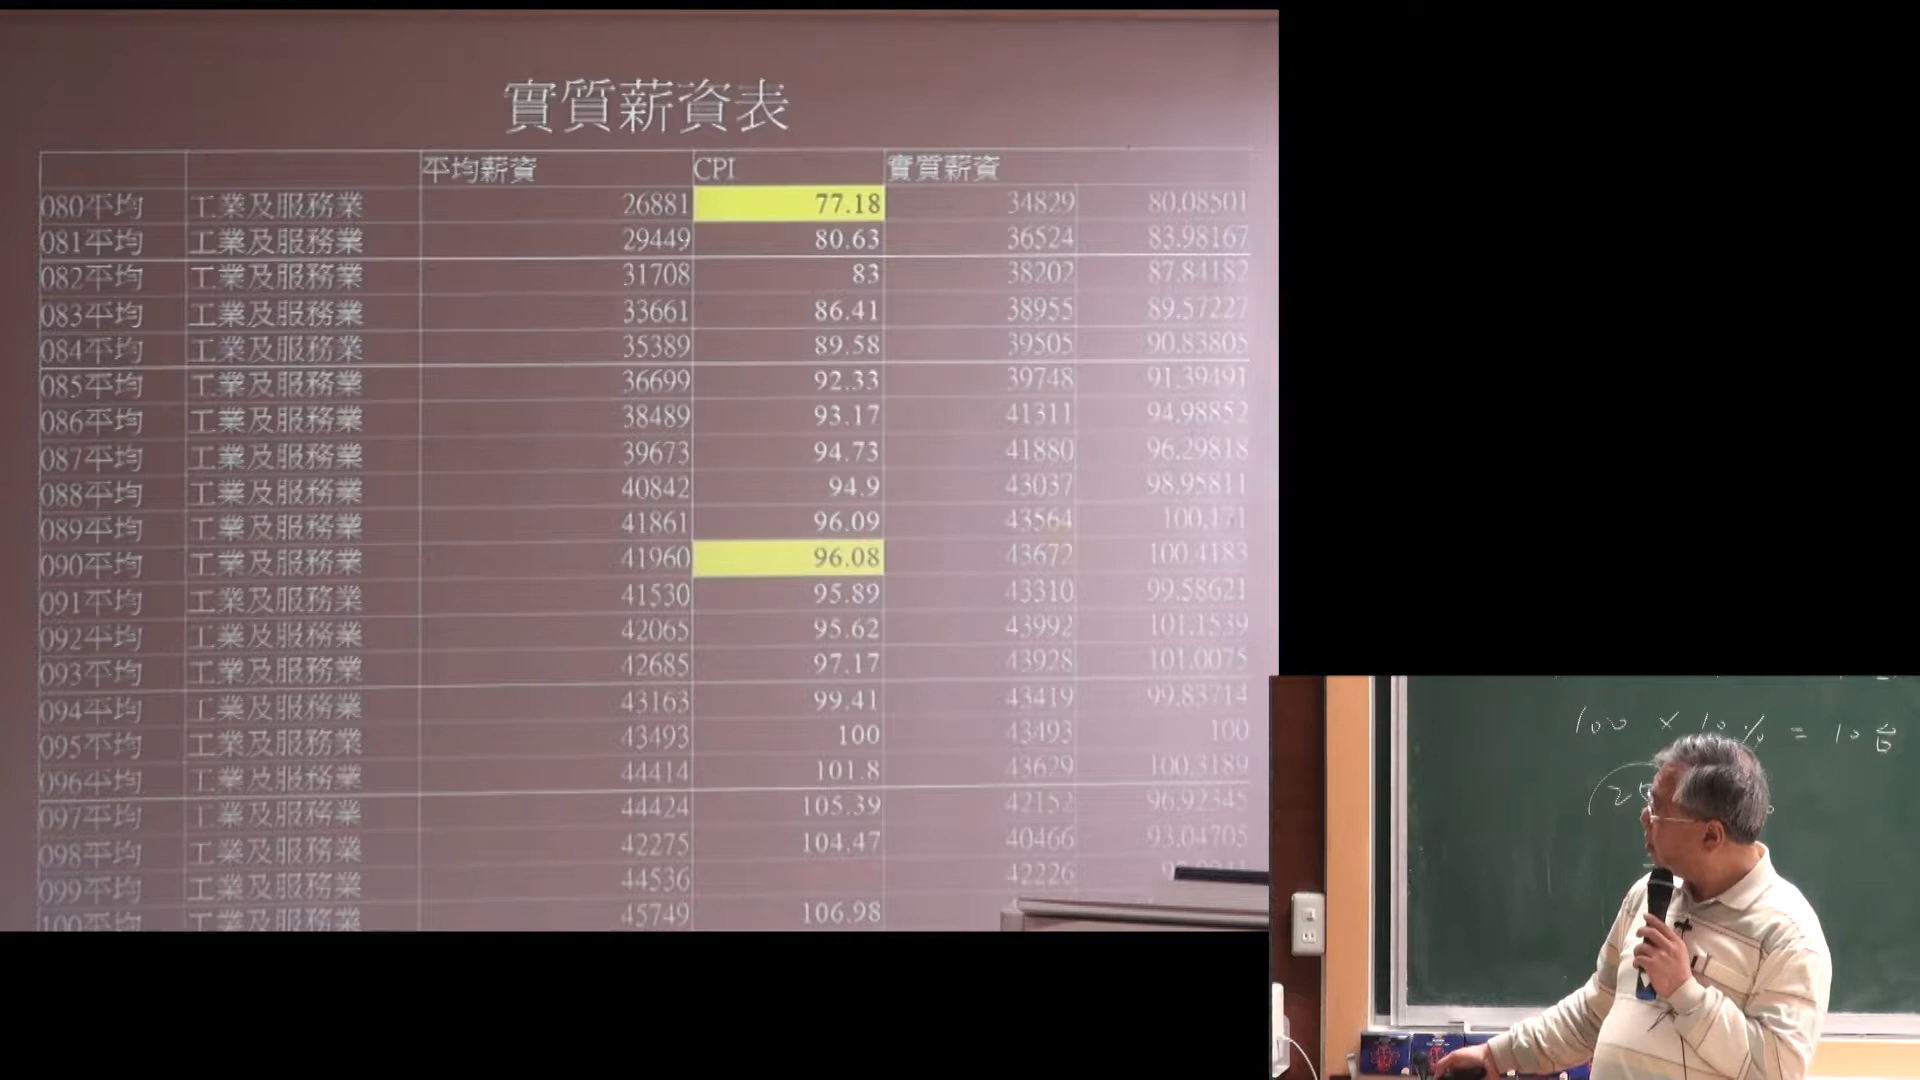 實質薪資表
平均薪資 CPI 實質薪資
080平均 工業及服務業 26881 77.18 34829 80.08501
081平均 工業及服務業 29449 80.63 36524 83.98167
082平均 工業及服務業 31708 83 38202 87.84182
083平均 工業及服務業 33661 86.41 38955 89.57227
084平均 工業及服務業 35389 89.58 39505 90.83805
085平均 工業及服務業 36699 92.33 39748 91.39491
086平均 工業及服務業 38489 93.17 41311 94.98852
087平均 工業及服務業 39673 94.73 41880 96.29818
088平均 工業及服務業 40842 94.9 43037 98.95811
089平均 工業及服務業 41861 96.09 43564 100.171
090平均 工業及服務業 41960 96.08 43672 100.4183
091平均 工業及服務業 41530 95.89 43310 99.58621
092平均 工業及服務業 42065 95.62 43992 101.1539
093平均 工業及服務業 42685 97.17 43928 101.0075
094平均 工業及服務業 43163 99.41 43419 99.83714
095平均 工業及服務業 43493 100 43493 100
096平均 工業及服務業 44414 101.8 43629 100.3189
097平均 工業及服務業 44424 105.39 42152 96.92345
098平均 工業及服務業 42275 104.47 40466 93.04705
099平均 工業及服務業 44536 42226
100平均 工業及服務業 45749 106.98
100 × 10% = 10台